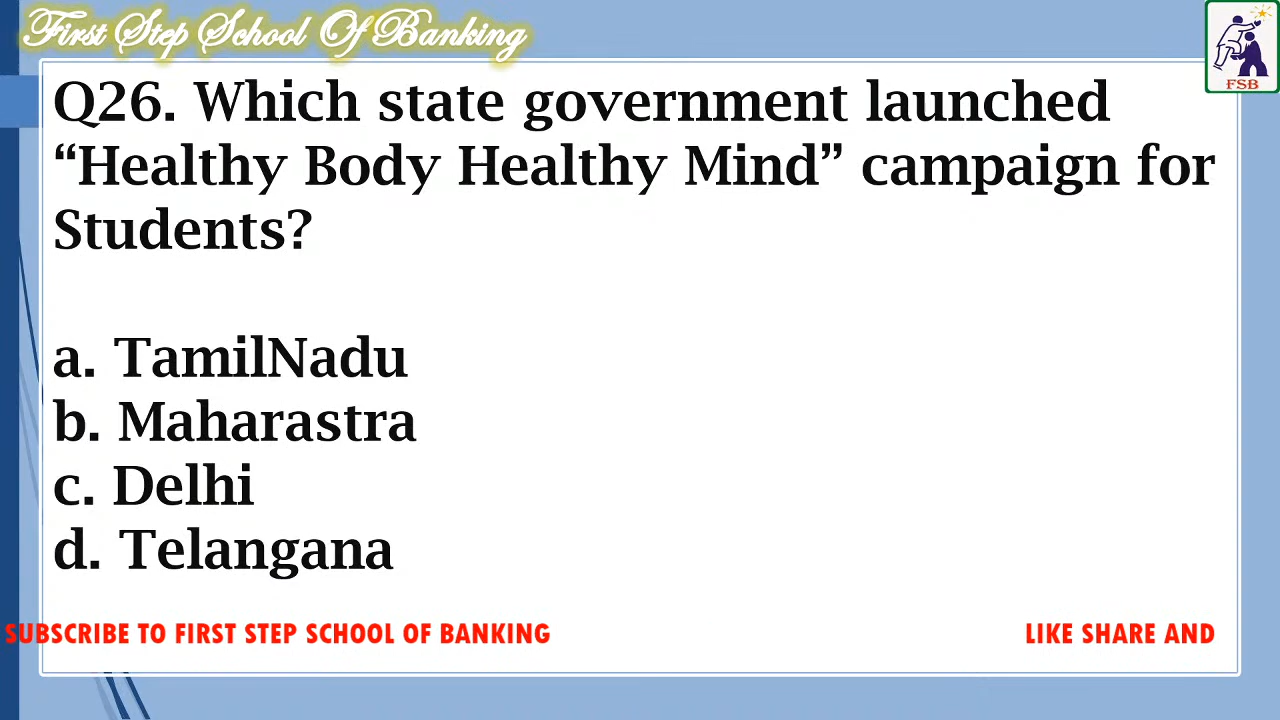 First Step School Of Banking
FSB
Q26. Which state government launched
“Healthy Body Healthy Mind” campaign for
Students?
a. TamilNadu
b. Maharastra
c. Delhi
d. Telangana
SUBSCRIBE TO FIRST STEP SCHOOL OF BANKING
LIKE SHARE AND